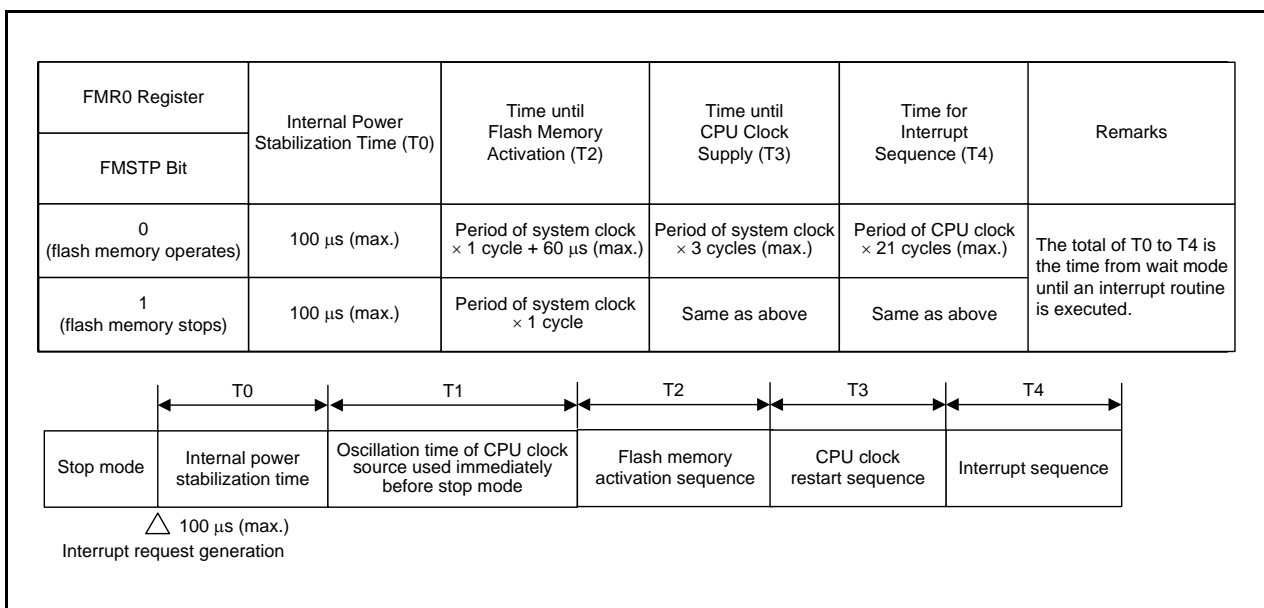 FMR0 Register
FMSTP Bit
Internal Power
Stabilization Time (T0)
Time until
Flash Memory
Activation (T2)
Time until
CPU Clock
Supply (T3)
Time for
Interrupt
Sequence (T4)
Remarks
0
(flash memory operates)
100 μs (max.)
Period of system clock
× 1 cycle + 60 μs (max.)
Period of system clock
× 3 cycles (max.)
Period of CPU clock
× 21 cycles (max.)
The total of T0 to T4 is
the time from wait mode
until an interrupt routine
is executed.
1
(flash memory stops)
100 μs (max.)
Period of system clock
× 1 cycle
Same as above
Same as above
T0
T1
T2
T3
T4
Stop mode
Internal power
stabilization time
Oscillation time of CPU clock
source used immediately
before stop mode
Flash memory
activation sequence
CPU clock
restart sequence
Interrupt sequence
100 μs (max.)
Interrupt request generation